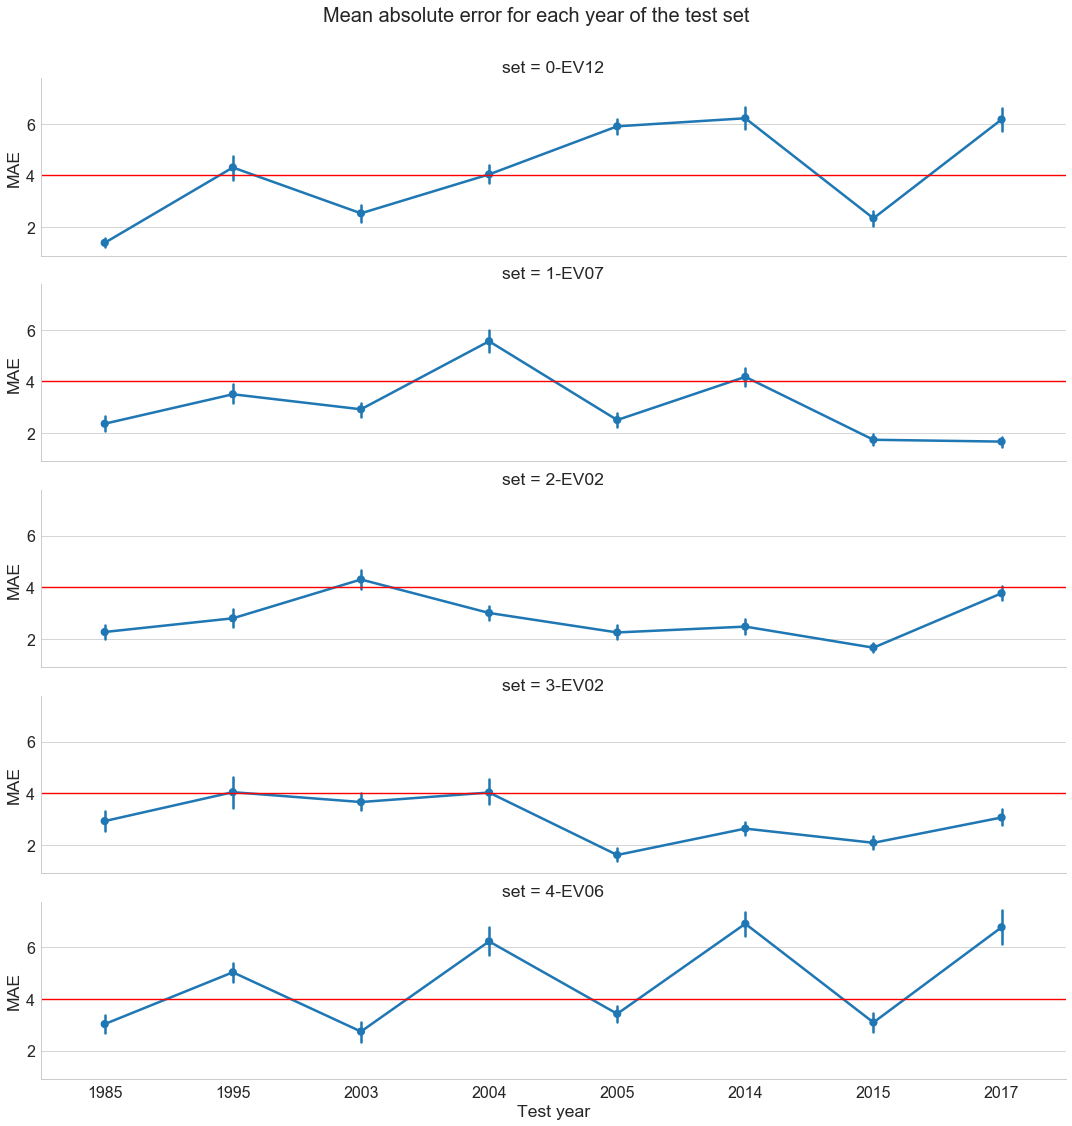 Mean absolute error for each year of the test set
set = 0-EV12
6
4
2
MAE
set = 1-EV07
6
4
2
MAE
set = 2-EV02
6
4
2
MAE
set = 3-EV02
6
4
2
MAE
set = 4-EV06
6
4
2
MAE
1985 1995 2003 2004 2005 2014 2015 2017
Test year